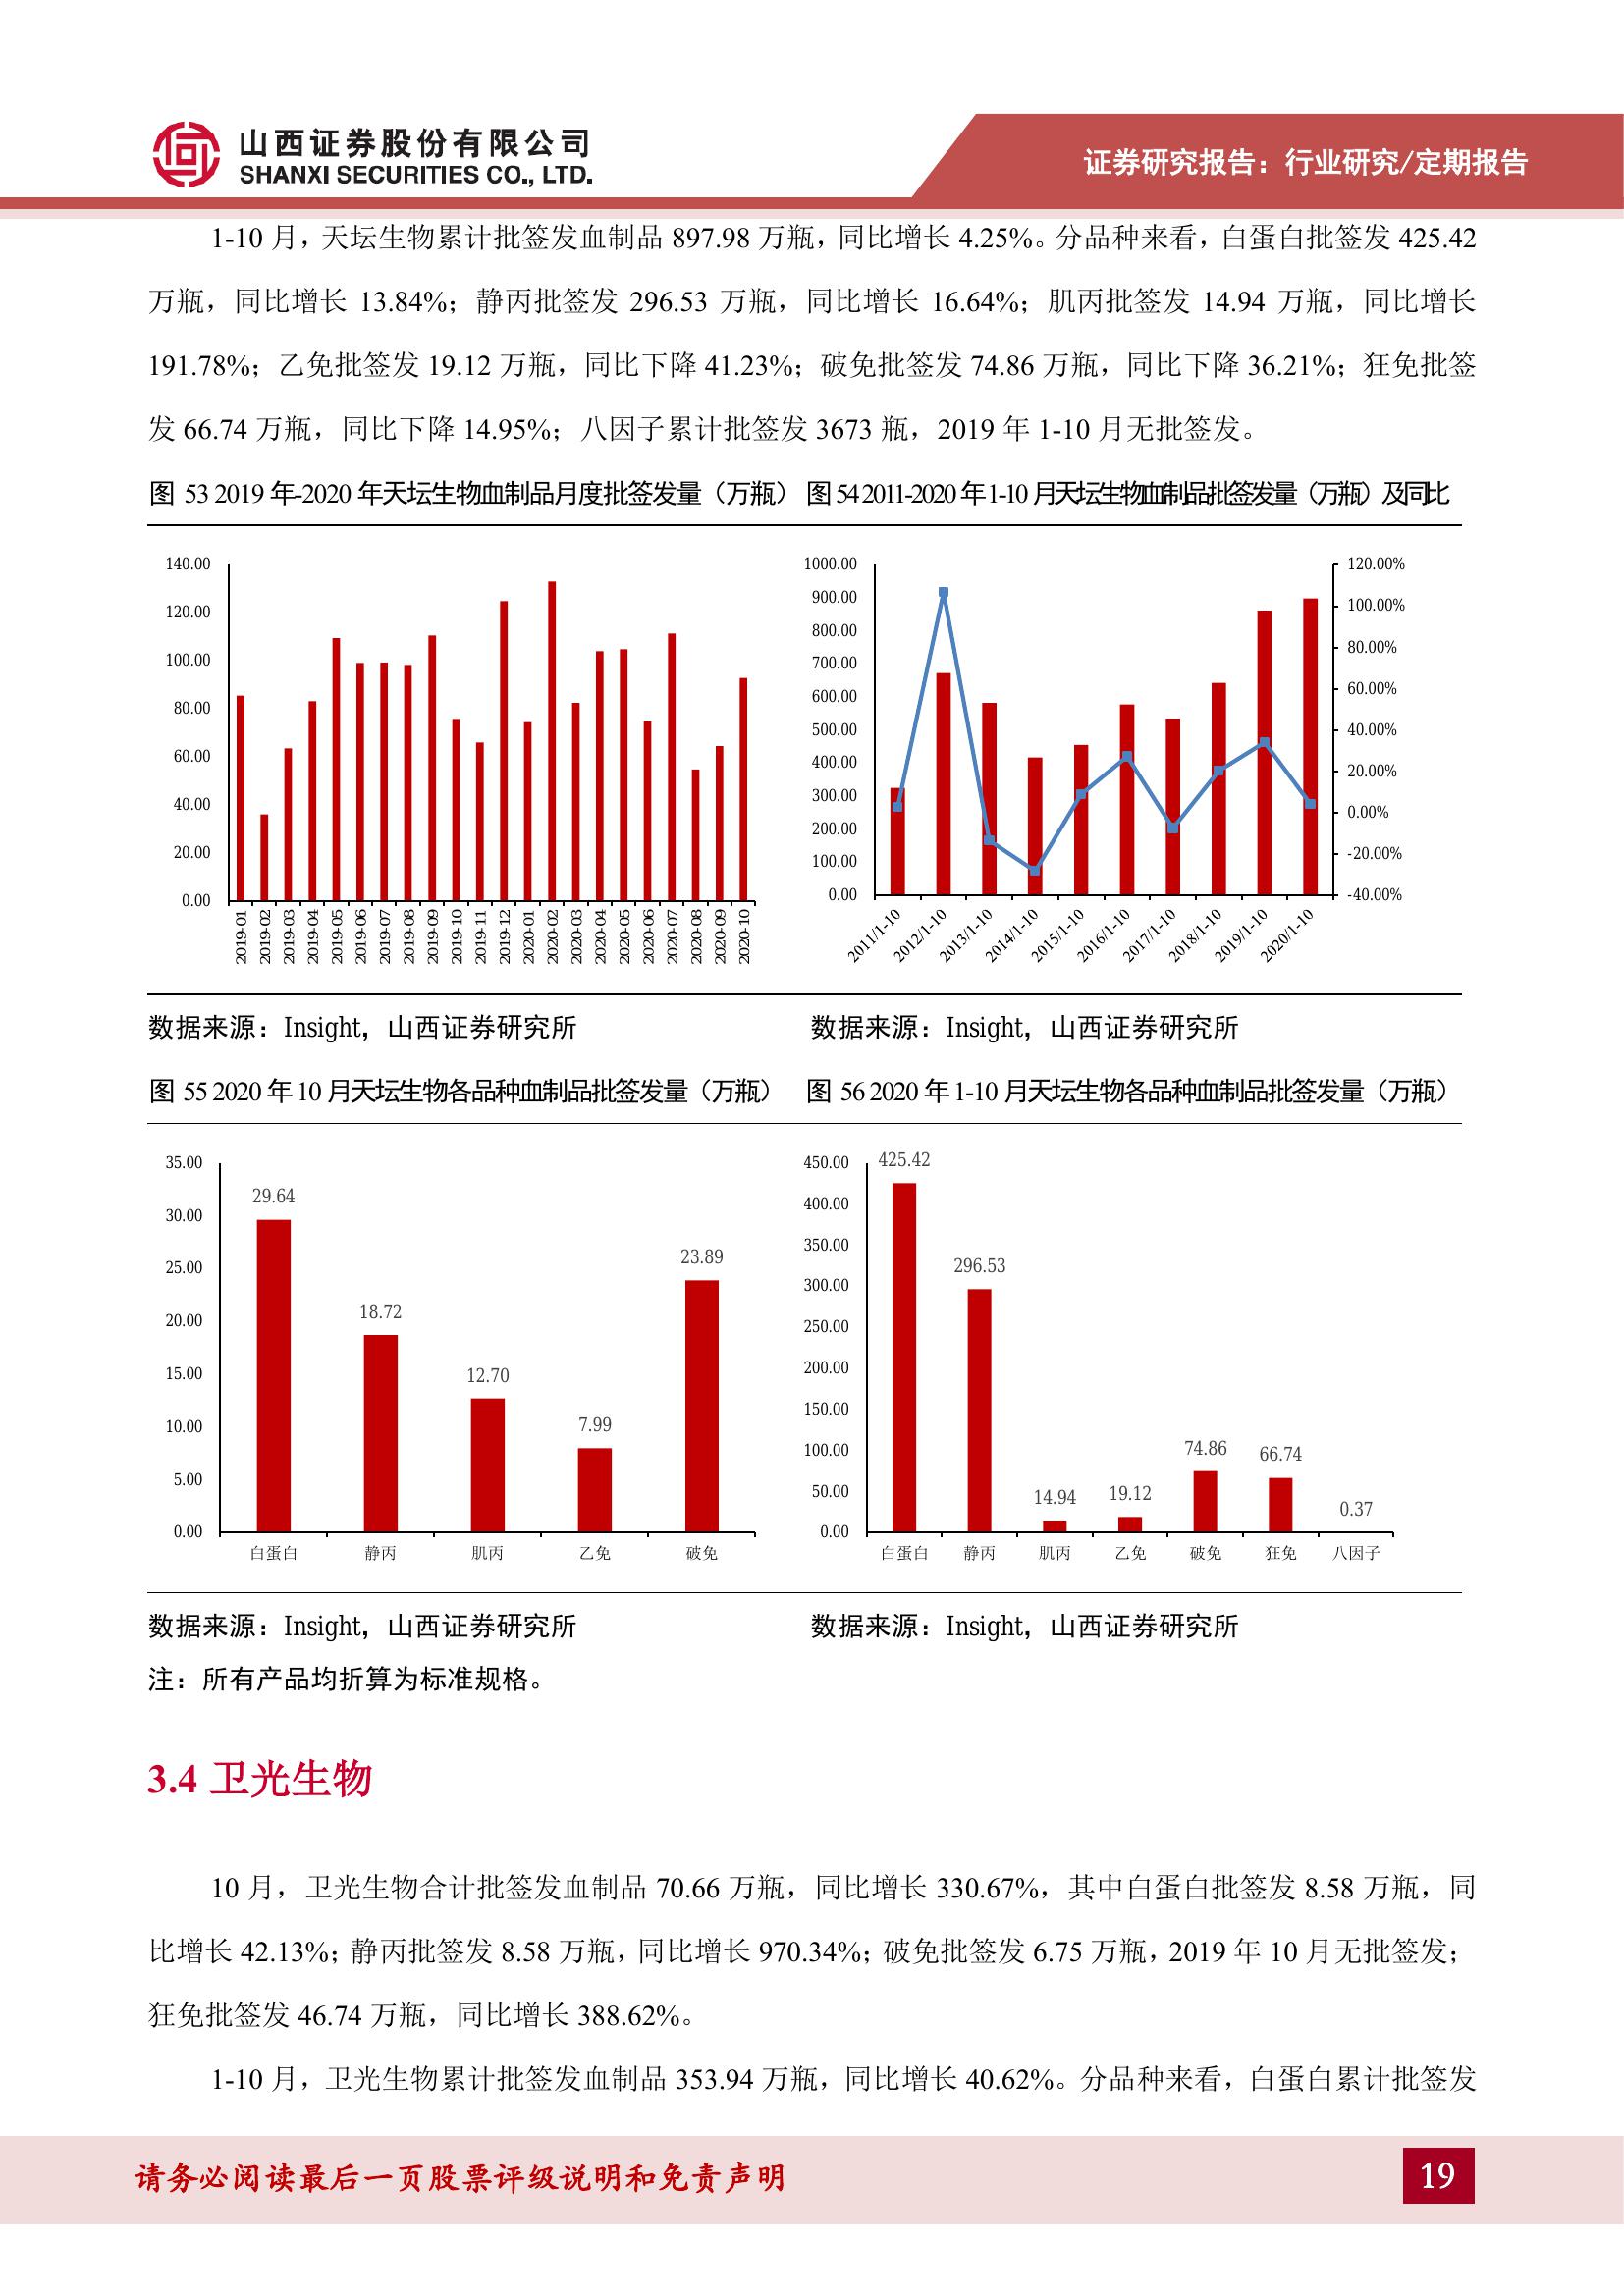 山西证券股份有限公司
SHANXI SECURITIES CO., LTD.
证券研究报告：行业研究/定期报告
1-10 月，天坛生物累计批签发血制品 897.98 万瓶，同比增长 4.25%。分品种来看，白蛋白批签发 425.42
万瓶，同比增长 13.84%；静丙批签发 296.53 万瓶，同比增长 16.64%；肌丙批签发 14.94 万瓶，同比增长
191.78%；乙免批签发 19.12 万瓶，同比下降 41.23%；破免批签发 74.86 万瓶，同比下降 36.21%；狂免批签
发 66.74 万瓶，同比下降 14.95%；八因子累计批签发 3673 瓶，2019 年 1-10 月无批签发。
图 53 2019 年-2020 年天坛生物血制品月度批签发量（万瓶）
140.00
120.00
100.00
80.00
60.00
40.00
20.00
0.00
2019-01
2019-02
2019-03
2019-04
2019-05
2019-06
2019-07
2019-08
2019-09
2019-10
2019-11
2019-12
2020-01
2020-02
2020-03
2020-04
2020-05
2020-06
2020-07
2020-08
2020-09
2020-10
图 54 2011-2020 年 1-10 月天坛生物血制品批签发量（万瓶）及同比
1000.00
900.00
800.00
700.00
600.00
500.00
400.00
300.00
200.00
100.00
0.00
120.00%
100.00%
80.00%
60.00%
40.00%
20.00%
0.00%
-20.00%
-40.00%
2011/1-10
2012/1-10
2013/1-10
2014/1-10
2015/1-10
2016/1-10
2017/1-10
2018/1-10
2019/1-10
2020/1-10
数据来源：Insight，山西证券研究所
数据来源：Insight，山西证券研究所
图 55 2020 年 10 月天坛生物各品种血制品批签发量（万瓶）
35.00
30.00
25.00
20.00
15.00
10.00
5.00
0.00
29.64
18.72
12.70
7.99
23.89
白蛋白
静丙
肌丙
乙免
破免
图 56 2020 年 1-10 月天坛生物各品种血制品批签发量（万瓶）
450.00
400.00
350.00
300.00
250.00
200.00
150.00
100.00
50.00
0.00
425.42
296.53
14.94
19.12
74.86
66.74
0.37
白蛋白
静丙
肌丙
乙免
破免
狂免
八因子
数据来源：Insight，山西证券研究所
数据来源：Insight，山西证券研究所
注：所有产品均折算为标准规格。
3.4 卫光生物
10 月，卫光生物合计批签发血制品 70.66 万瓶，同比增长 330.67%，其中白蛋白批签发 8.58 万瓶，同
比增长 42.13%；静丙批签发 8.58 万瓶，同比增长 970.34%；破免批签发 6.75 万瓶，2019 年 10 月无批签发；
狂免批签发 46.74 万瓶，同比增长 388.62%。
1-10 月，卫光生物累计批签发血制品 353.94 万瓶，同比增长 40.62%。分品种来看，白蛋白累计批签发
请务必阅读最后一页股票评级说明和免责声明
19